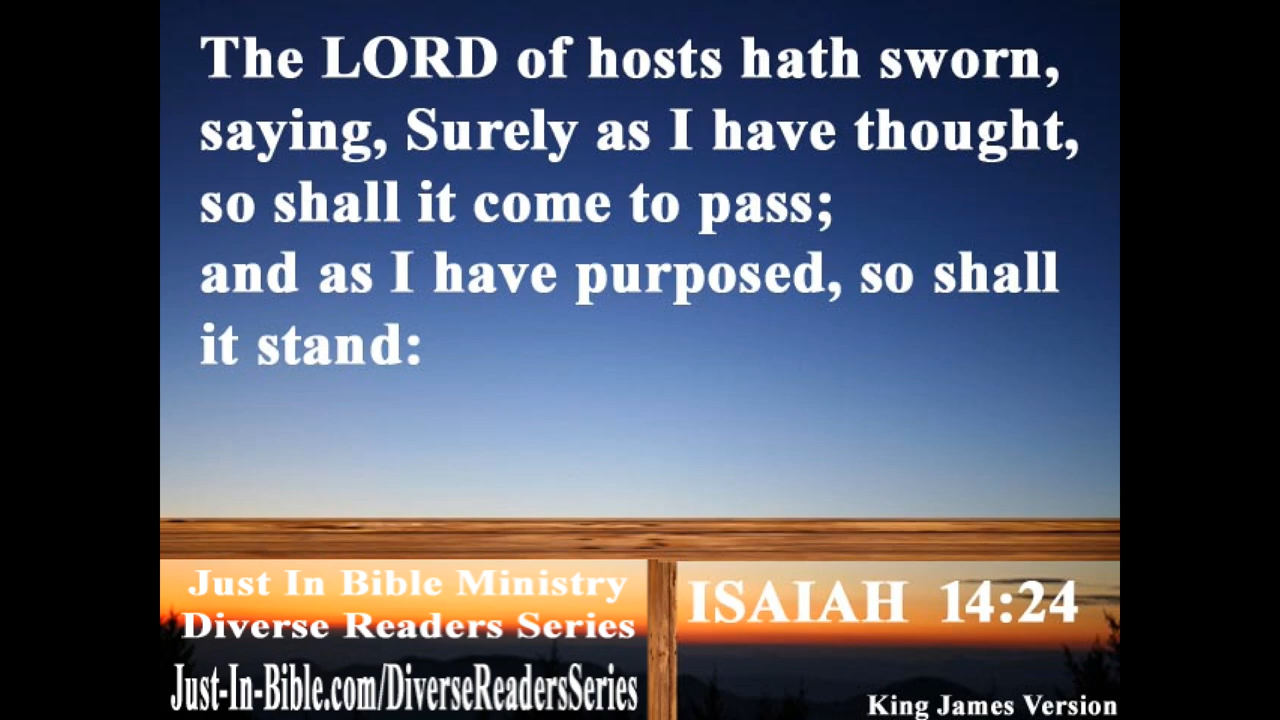 The LORD of hosts hath sworn,
saying, Surely as I have thought,
so shall it come to pass;
and as I have purposed, so shall
it stand:
Just In Bible Ministry
Diverse Readers Series
Just-In-Bible.com/DiverseReadersSeries
ISAIAH 14:24
King James Version